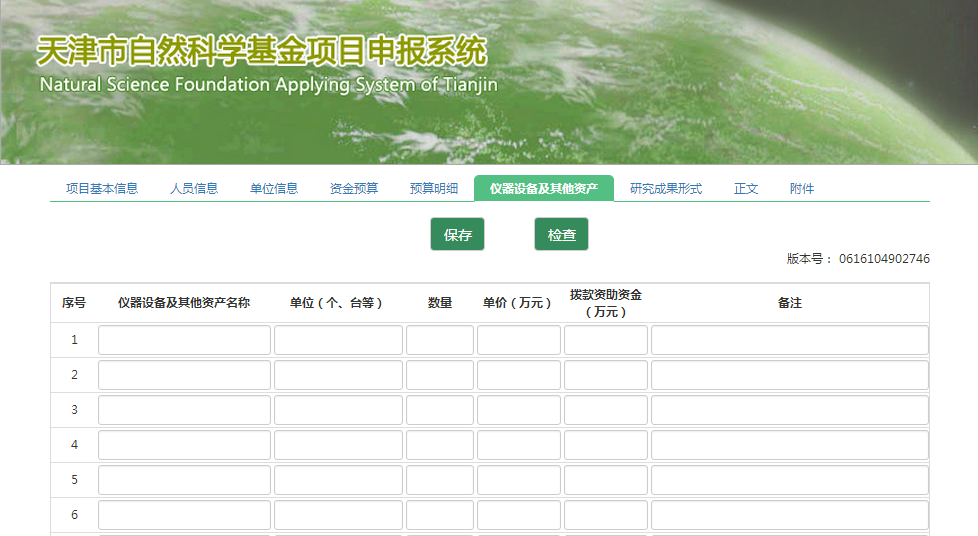 天津市自然科学基金项目申报系统
Natural Science Foundation Applying System of Tianjin
项目基本信息 人员信息 单位信息 资金预算 预算明细 仪器设备及其他资产 研究成果形式 正文 附件
保存 检查
版本号： 0616104902746
序号 仪器设备及其他资产名称 单位（个、台等） 数量 单价（万元） 拨款资助资金（万元） 备注
1
2
3
4
5
6